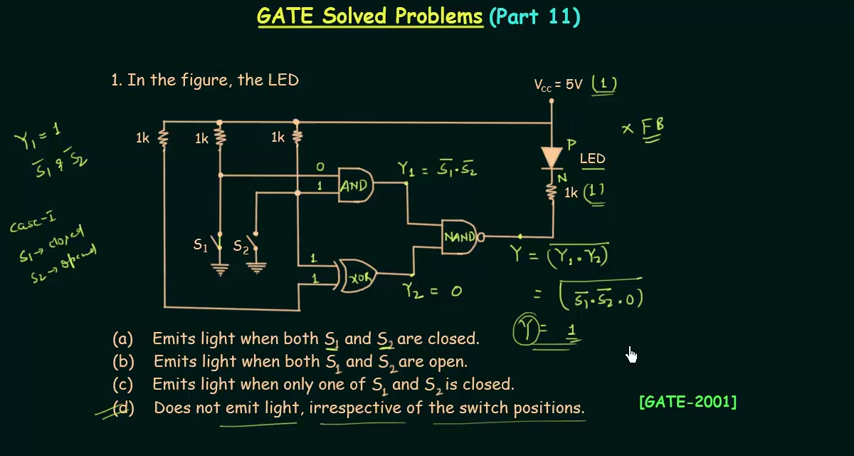 GATE Solved Problems (Part 11)
1. In the figure, the LED
Vcc = 5V (1)
× FB
Y1 = 1
S̅1 & S̅2
1k
1k
1k
P
LED
N
1k (1)
0
1
AND
Y1 = S̅1 · S̅2
case-I
S1 → closed
S2 → opened
S1
S2
NAND
1
1
XOR
Y2 = 0
Y = (Y1 · Y2)
= (S̅1 · S̅2 · 0)
Y = 1
(a) Emits light when both S1 and S2 are closed.
(b) Emits light when both S1 and S2 are open.
(c) Emits light when only one of S1 and S2 is closed.
(d) Does not emit light, irrespective of the switch positions.
[GATE-2001]